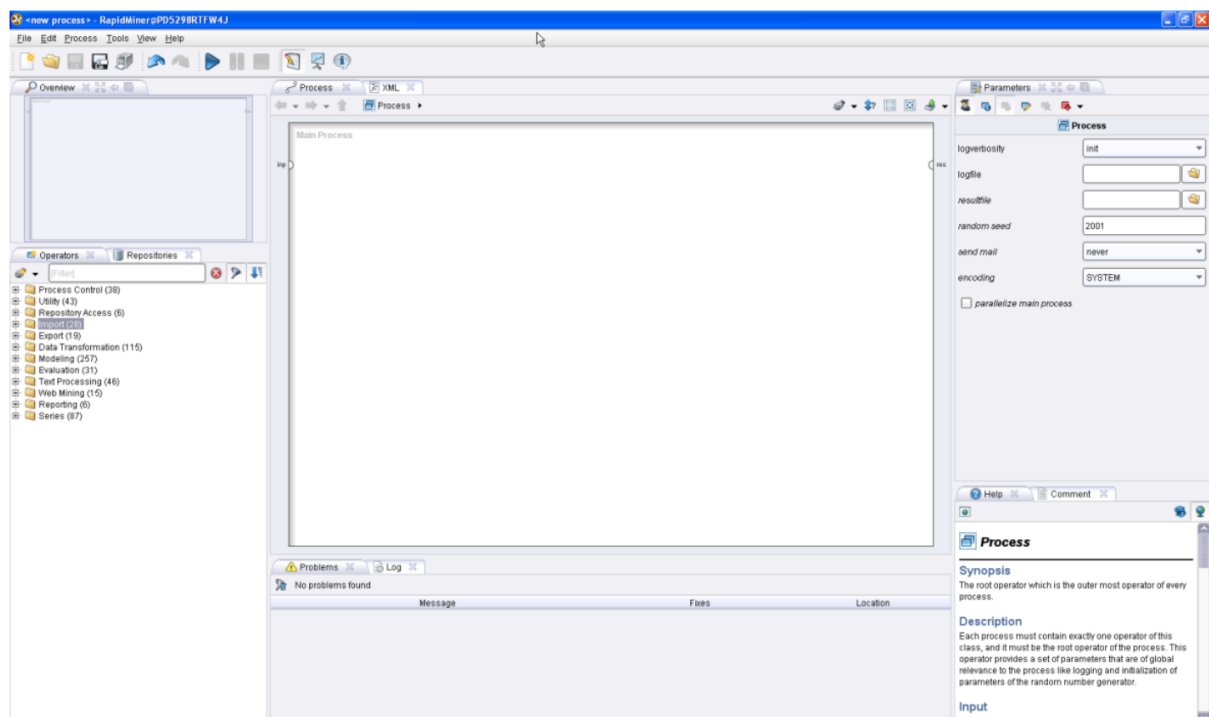 <new process> - RapidMiner@PD5298RTFW4J
File Edit Process Tools View Help
Overview
Process
XML
Parameters
Process
Process
Main Process
inp
res
logverbosity
init
logfile
resultfile
random seed
2001
send mail
never
encoding
SYSTEM
parallelize main process
Operators
Repositories
[Filter]
Process Control (38)
Utility (43)
Repository Access (6)
Import (28)
Export (19)
Data Transformation (115)
Modeling (257)
Evaluation (31)
Text Processing (46)
Web Mining (15)
Reporting (6)
Series (87)
Problems
Log
No problems found
Message Fixes Location
Help
Comment
Process
Synopsis
The root operator which is the outer most operator of every
process.
Description
Each process must contain exactly one operator of this
class, and it must be the root operator of the process. This
operator provides a set of parameters that are of global
relevance to the process like logging and initialization of
parameters of the random number generator.
Input